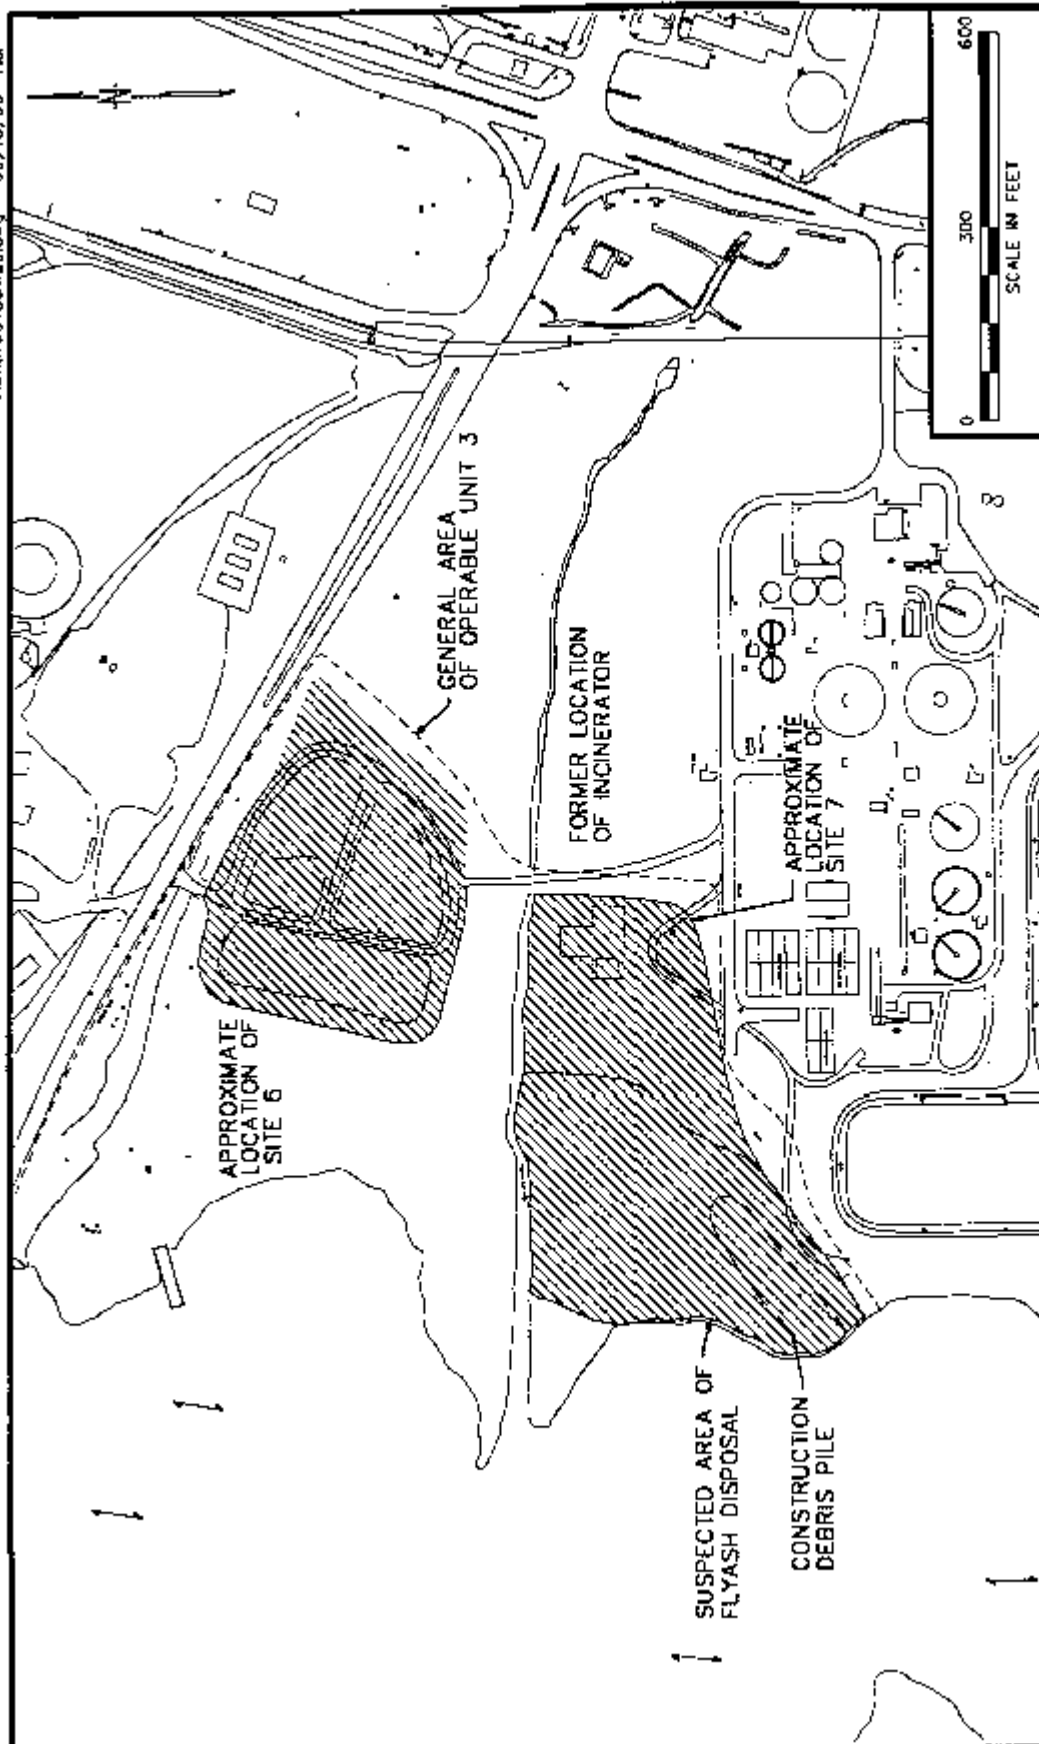 GENERAL AREA
OF OPERABLE UNIT 3
APPROXIMATE
LOCATION OF
SITE 6
FORMER LOCATION
OF INCINERATOR
APPROXIMATE
LOCATION OF
SITE 7
SUSPECTED AREA OF
FLYASH DISPOSAL
CONSTRUCTION
DEBRIS PILE
N
8
0 300 600
SCALE IN FEET